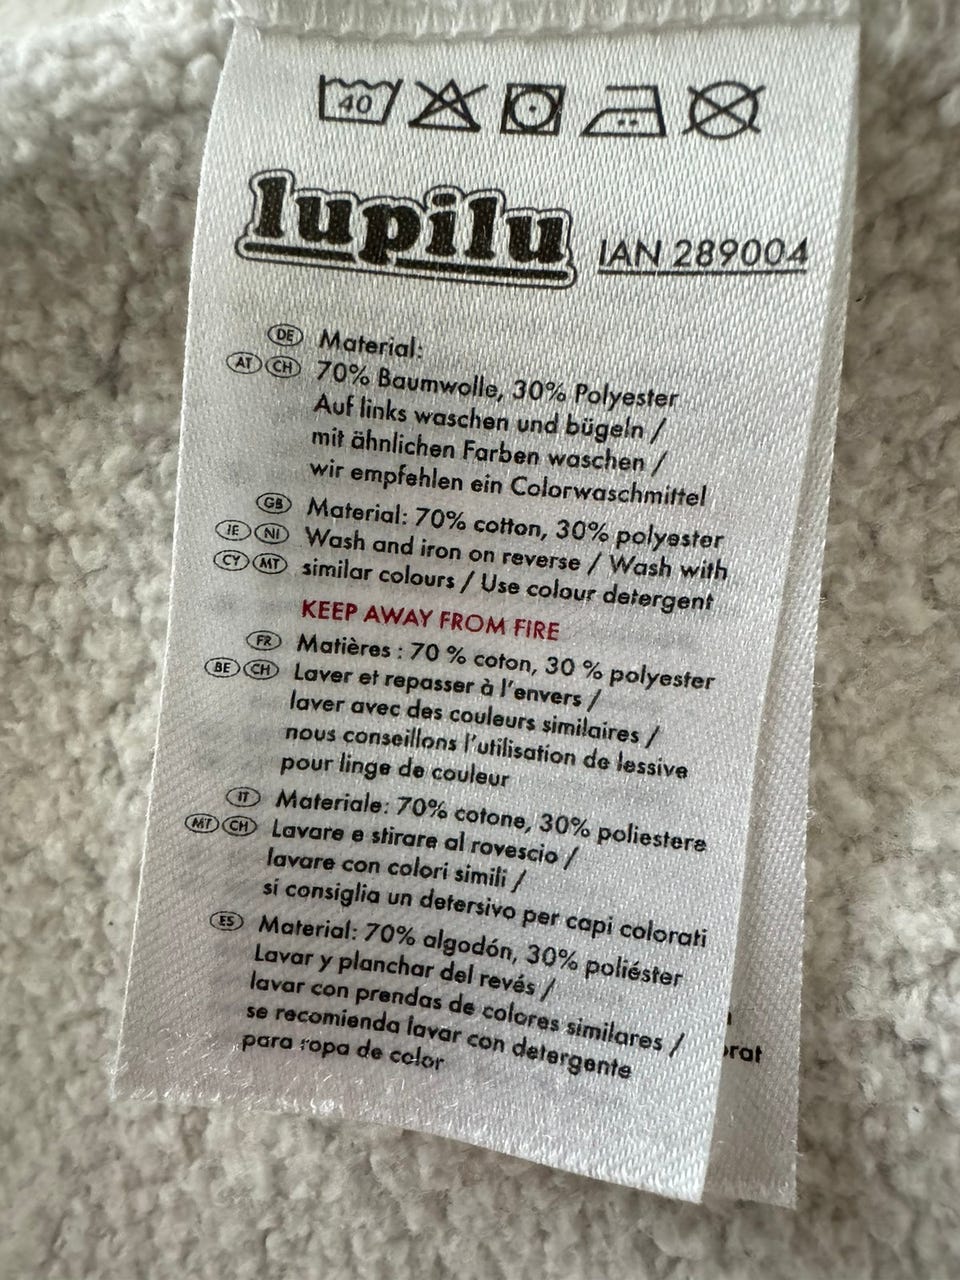 40
lupilu IAN 289004
DE Material:
AT CH 70% Baumwolle, 30% Polyester
Auf links waschen und bügeln /
mit ähnlichen Farben waschen /
wir empfehlen ein Colorwaschmittel
GB Material: 70% cotton, 30% polyester
IE NI Wash and iron on reverse / Wash with
CY MT similar colours / Use colour detergent
KEEP AWAY FROM FIRE
FR Matières : 70 % coton, 30 % polyester
BE CH Laver et repasser à l'envers /
laver avec des couleurs similaires /
nous conseillons l'utilisation de lessive
pour linge de couleur
IT Materiale: 70% cotone, 30% poliestere
MT CH Lavare e stirare al rovescio /
lavare con colori simili /
si consiglia un detersivo per capi colorati
ES Material: 70% algodón, 30% poliéster
Lavar y planchar del revés /
lavar con prendas de colores similares /
se recomienda lavar con detergente
para ropa de color